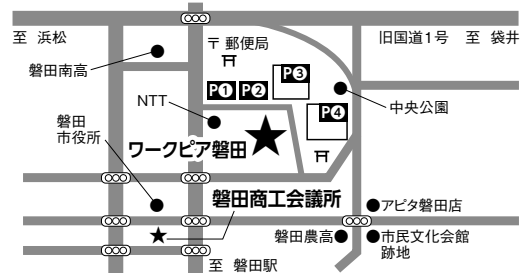 至 浜松
〒郵便局
旧国道1号 至 袋井
磐田南高
P❸
P❶ P❷
NTT
中央公園
P❹
磐田
市役所
ワークピア磐田
磐田商工会議所
アピタ磐田店
磐田農高
市民文化会館
跡地
至 磐田駅